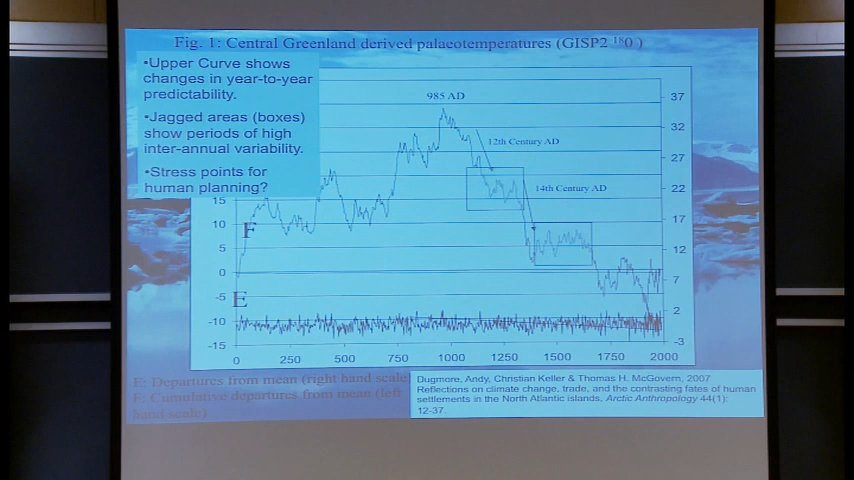 Fig. 1: Central Greenland derived palaeotemperatures (GISP2 ¹⁸0 )
•Upper Curve shows
changes in year-to-year
predictability.
•Jagged areas (boxes)
show periods of high
inter-annual variability.
•Stress points for
human planning?
985 AD
12th Century AD
14th Century AD
F
E
15
10
5
0
-5
-10
-15
37
32
27
22
17
12
7
2
-3
0 250 500 750 1000 1250 1500 1750 2000
E: Departures from mean (right hand scale)
F: Cumulative departures from mean (left
hand scale)
Dugmore, Andy, Christian Keller & Thomas H. McGovern, 2007
Reflections on climate change, trade, and the contrasting fates of human
settlements in the North Atlantic islands, Arctic Anthropology 44(1):
12-37.